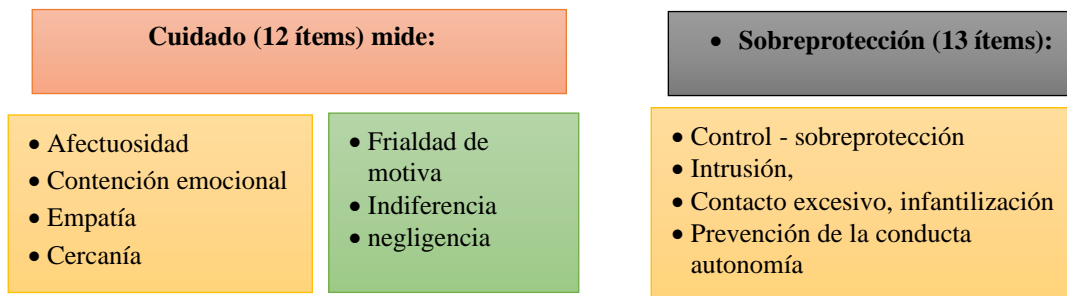 Cuidado (12 ítems) mide:
• Sobreprotección (13 ítems):
• Afectuosidad
• Contención emocional
• Empatía
• Cercanía
• Frialdad de
motiva
• Indiferencia
• negligencia
• Control - sobreprotección
• Intrusión,
• Contacto excesivo, infantilización
• Prevención de la conducta
autonomía